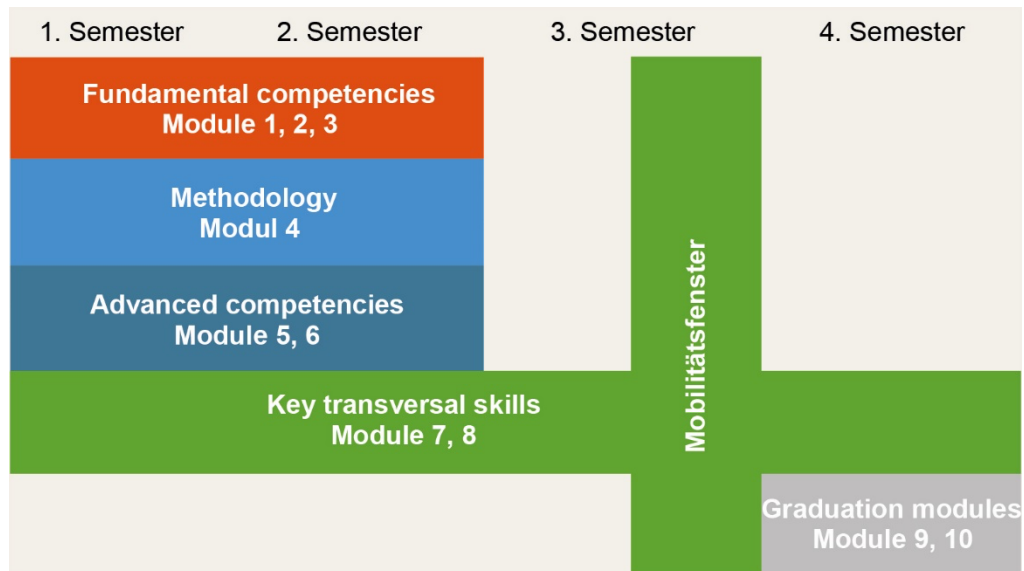 1. Semester 2. Semester 3. Semester 4. Semester
Fundamental competencies
Module 1, 2, 3
Methodology
Modul 4
Advanced competencies
Module 5, 6
Key transversal skills
Module 7, 8
Mobilitätsfenster
Graduation modules
Module 9, 10